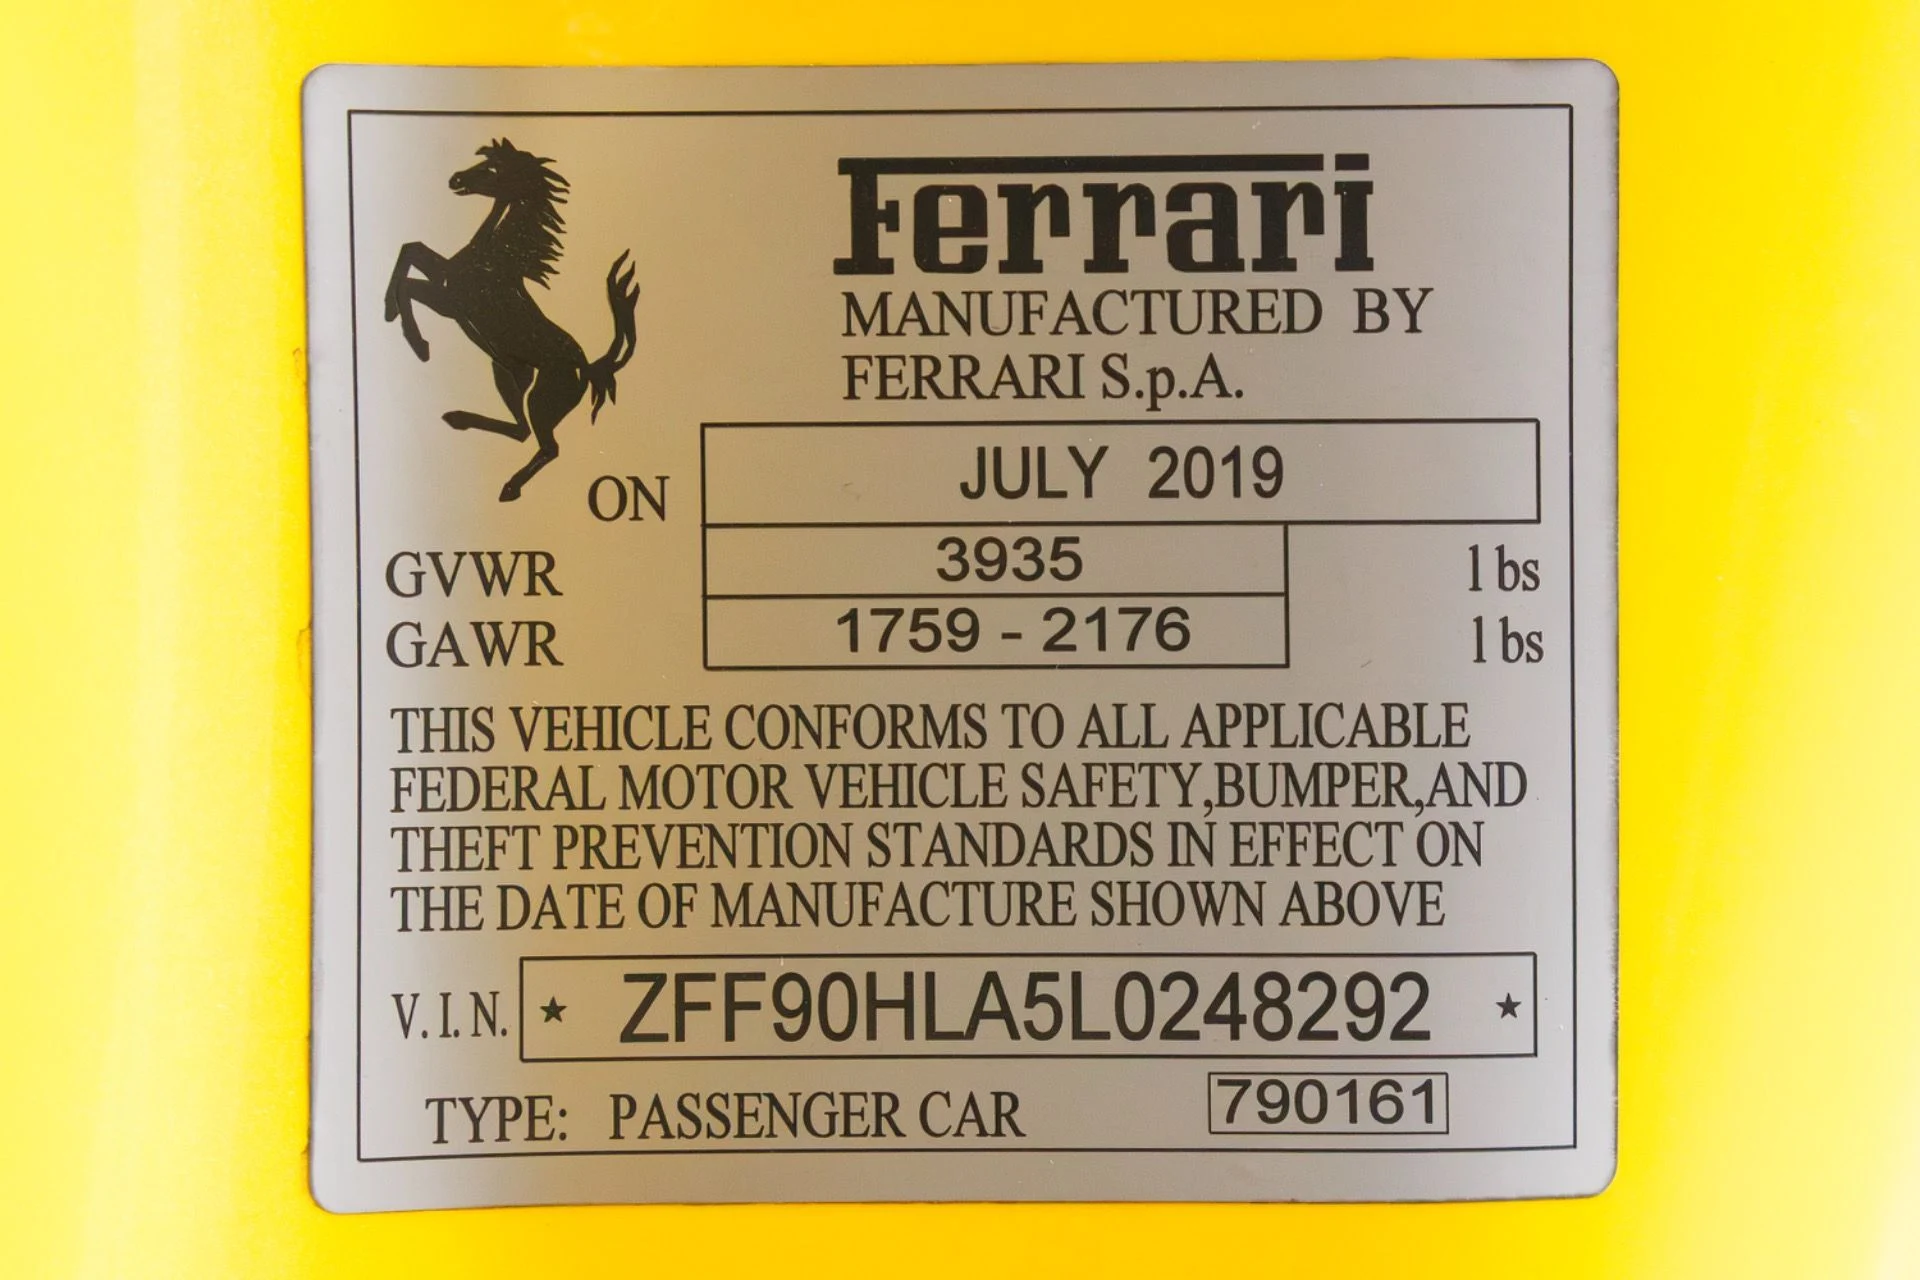 Ferrari
MANUFACTURED BY
FERRARI S.p.A.
ON JULY 2019
GVWR 3935 lbs
GAWR 1759 - 2176 lbs
THIS VEHICLE CONFORMS TO ALL APPLICABLE
FEDERAL MOTOR VEHICLE SAFETY,BUMPER,AND
THEFT PREVENTION STANDARDS IN EFFECT ON
THE DATE OF MANUFACTURE SHOWN ABOVE
V.I.N. ★ ZFF90HLA5L0248292 ★
TYPE: PASSENGER CAR 790161